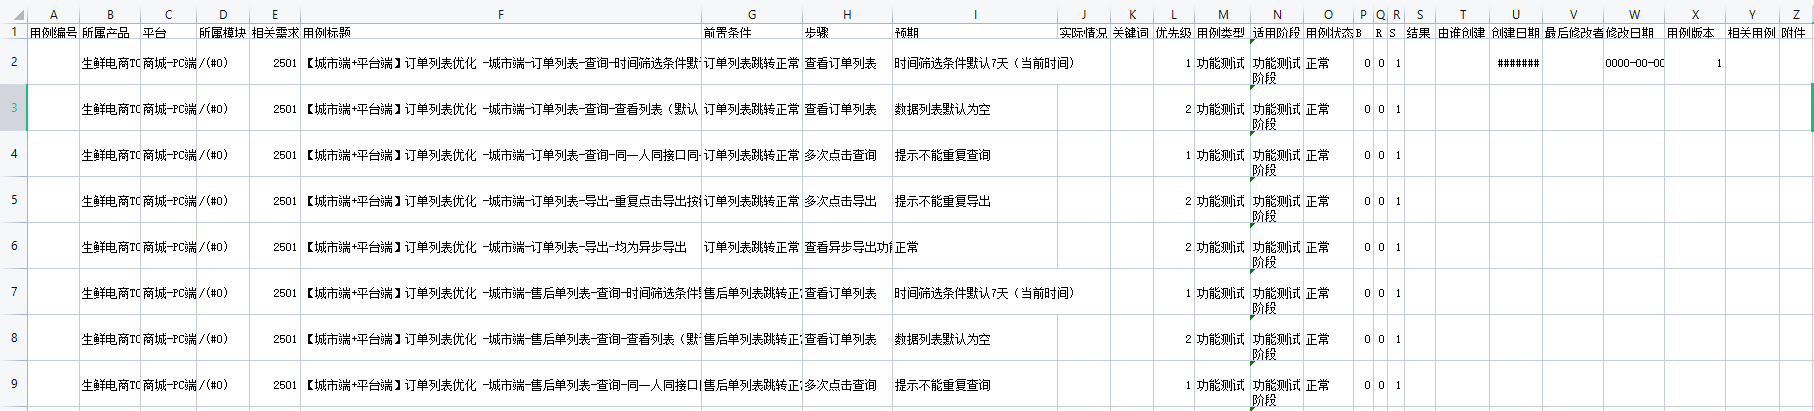 A B C D E F G H I J K L M N O P Q R S T U V W X Y Z
1 用例编号 所属产品 平台 所属模块 相关需求 用例标题 前置条件 步骤 预期 实际情况 关键词 优先级 用例类型 适用阶段 用例状态 B R S 结果 由谁创建 创建日期 最后修改者 修改日期 用例版本 相关用例 附件
2 生鲜电商TO 商城-PC端 /(#0) 2501 【城市端+平台端】订单列表优化 -城市端-订单列表-查询-时间筛选条件默 订单列表跳转正常 查看订单列表 时间筛选条件默认7天（当前时间） 1 功能测试 功能测试 正常 0 0 1 ####### 0000-00-00 1
阶段
3 生鲜电商TO 商城-PC端 /(#0) 2501 【城市端+平台端】订单列表优化 -城市端-订单列表-查询-查看列表（默认 订单列表跳转正常 查看订单列表 数据列表默认为空 2 功能测试 功能测试 正常 0 0 1
阶段
4 生鲜电商TO 商城-PC端 /(#0) 2501 【城市端+平台端】订单列表优化 -城市端-订单列表-查询-同一人同接口同 订单列表跳转正常 多次点击查询 提示不能重复查询 1 功能测试 功能测试 正常 0 0 1
阶段
5 生鲜电商TO 商城-PC端 /(#0) 2501 【城市端+平台端】订单列表优化 -城市端-订单列表-导出-重复点击导出按 订单列表跳转正常 多次点击导出 提示不能重复导出 2 功能测试 功能测试 正常 0 0 1
阶段
6 生鲜电商TO 商城-PC端 /(#0) 2501 【城市端+平台端】订单列表优化 -城市端-订单列表-导出-均为异步导出 订单列表跳转正常 查看异步导出功 正常 2 功能测试 功能测试 正常 0 0 1
阶段
7 生鲜电商TO 商城-PC端 /(#0) 2501 【城市端+平台端】订单列表优化 -城市端-售后单列表-查询-时间筛选条件 售后单列表跳转正 查看订单列表 时间筛选条件默认7天（当前时间） 1 功能测试 功能测试 正常 0 0 1
阶段
8 生鲜电商TO 商城-PC端 /(#0) 2501 【城市端+平台端】订单列表优化 -城市端-售后单列表-查询-查看列表（默 售后单列表跳转正 查看订单列表 数据列表默认为空 2 功能测试 功能测试 正常 0 0 1
阶段
9 生鲜电商TO 商城-PC端 /(#0) 2501 【城市端+平台端】订单列表优化 -城市端-售后单列表-查询-同一人同接口 售后单列表跳转正 多次点击查询 提示不能重复查询 1 功能测试 功能测试 正常 0 0 1
阶段